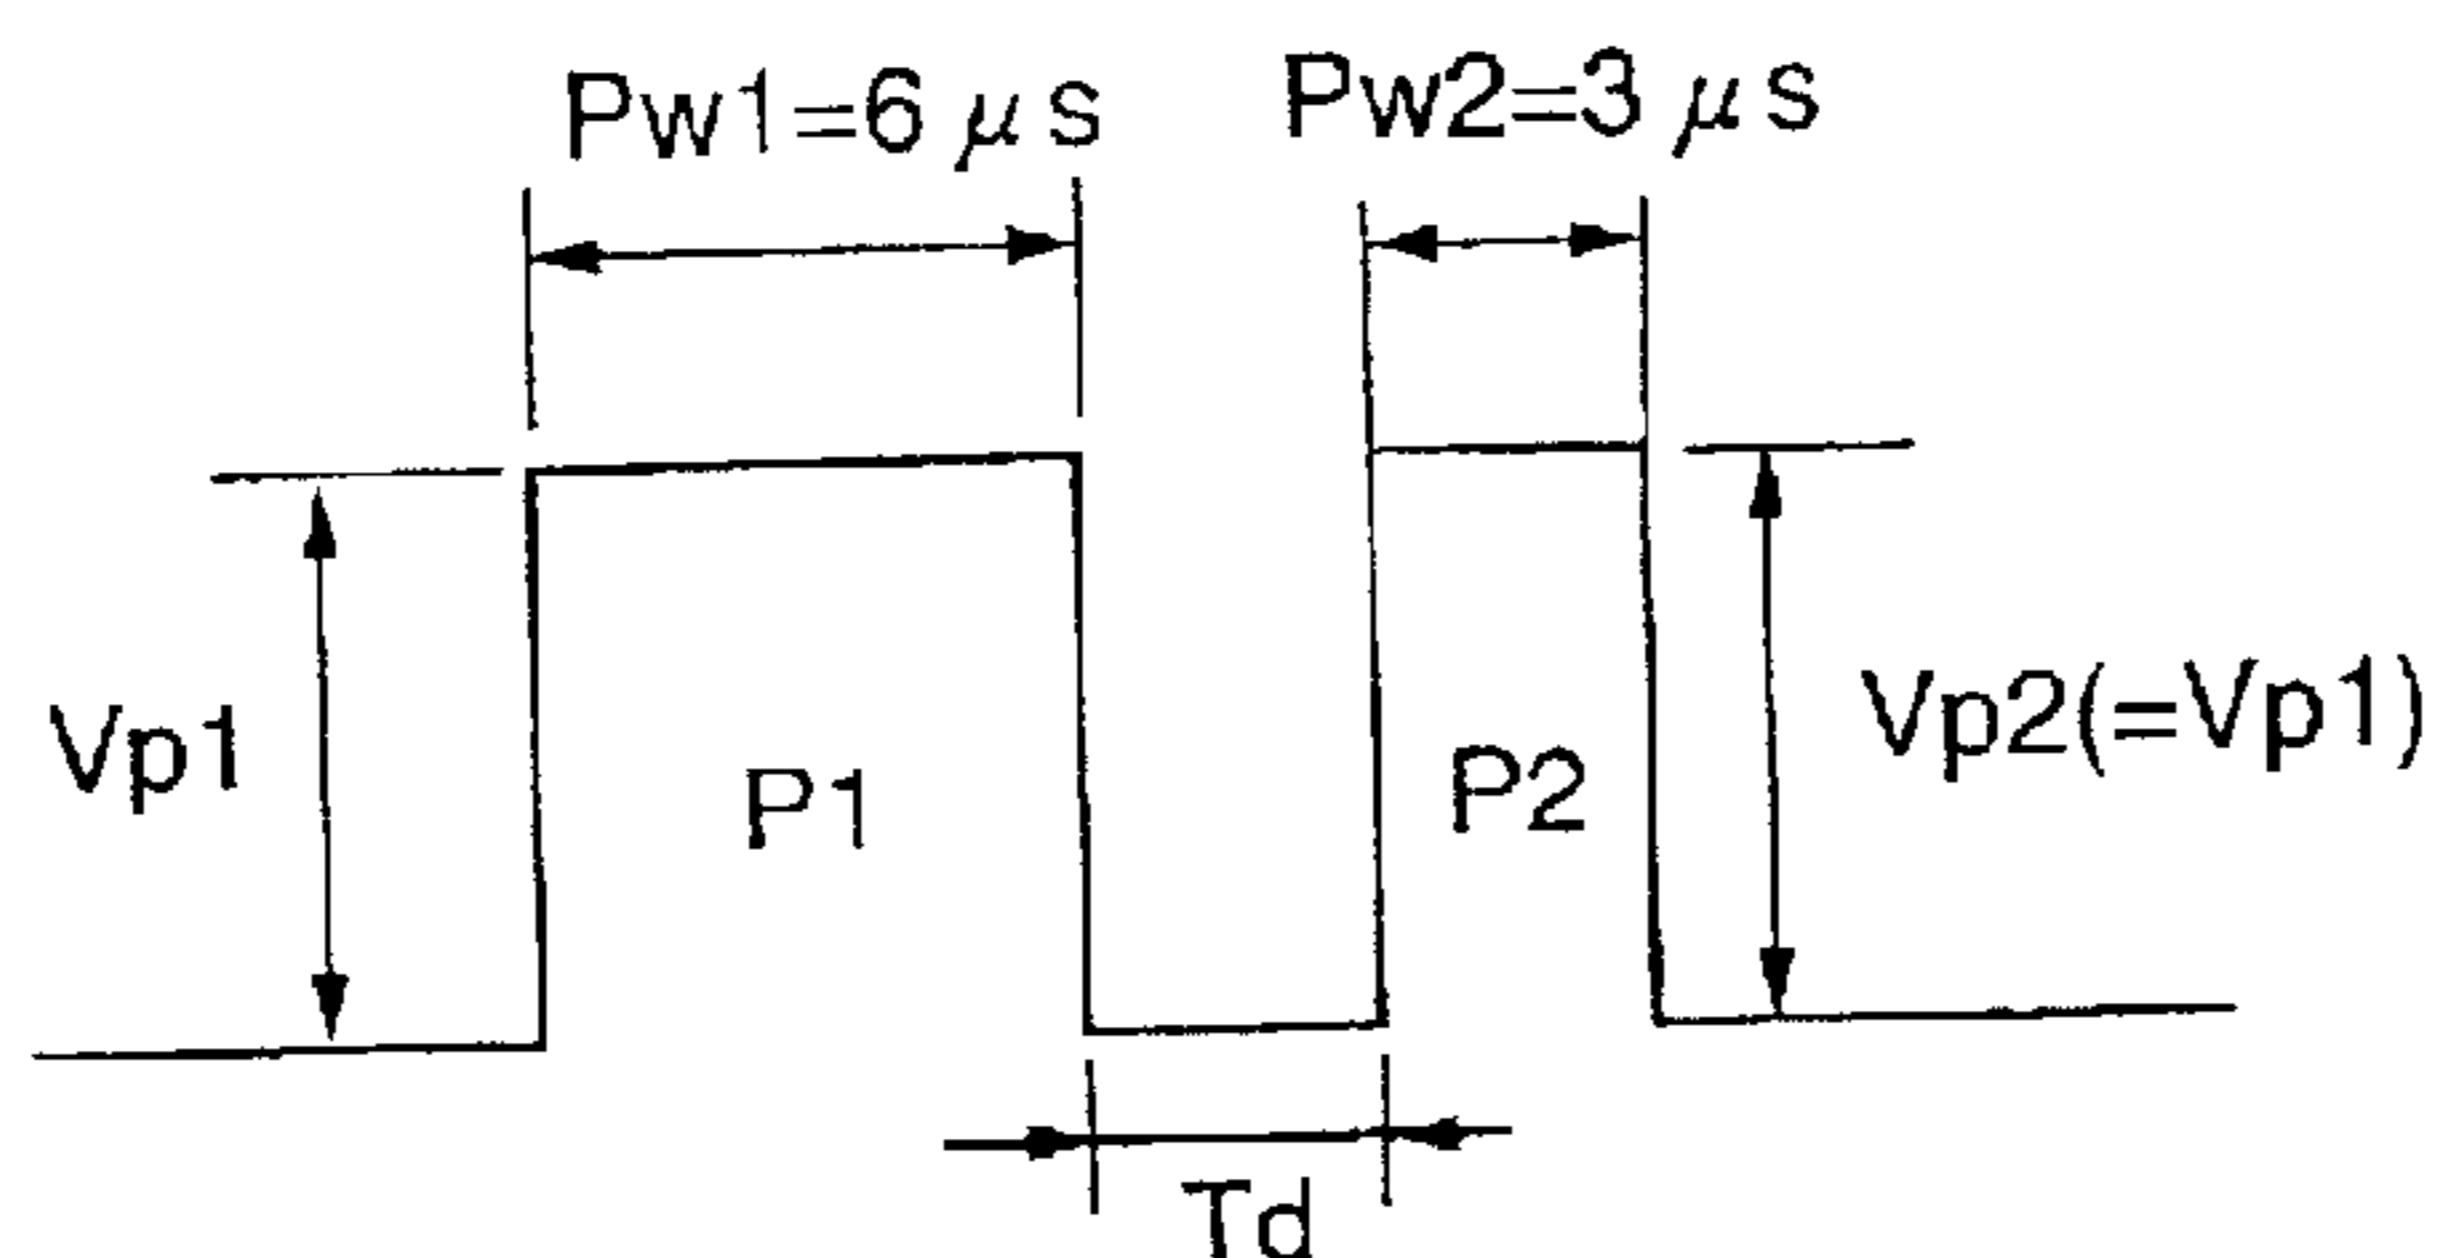 Pw1=6 μs
Pw2=3 μs
Vp1
P1
P2
Vp2(=Vp1)
Td